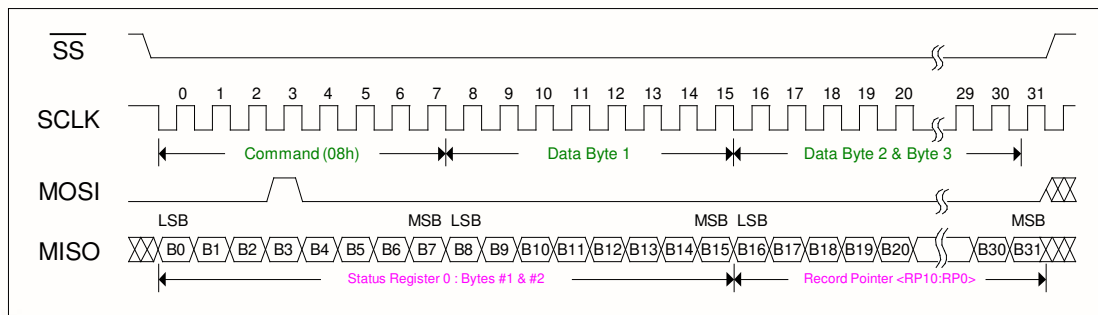 SS
0 1 2 3 4 5 6 7 8 9 10 11 12 13 14 15 16 17 18 19 20 29 30 31
SCLK
Command (08h) Data Byte 1 Data Byte 2 & Byte 3
MOSI
LSB MSB LSB MSB LSB MSB
MISO B0 B1 B2 B3 B4 B5 B6 B7 B8 B9 B10 B11 B12 B13 B14 B15 B16 B17 B18 B19 B20 B30 B31
Status Register 0 : Bytes #1 & #2 Record Pointer <RP10:RP0>